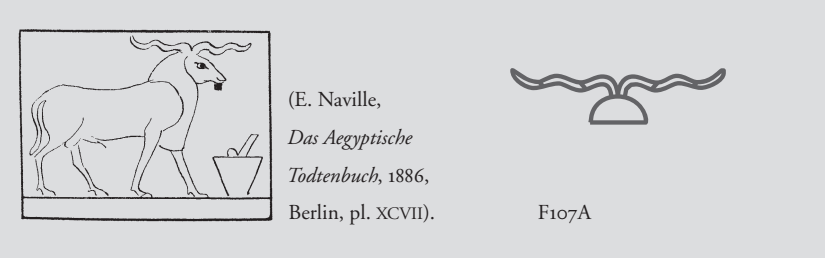 (E. Naville,
Das Aegyptische
Todtenbuch, 1886,
Berlin, pl. XCVII).
F107A